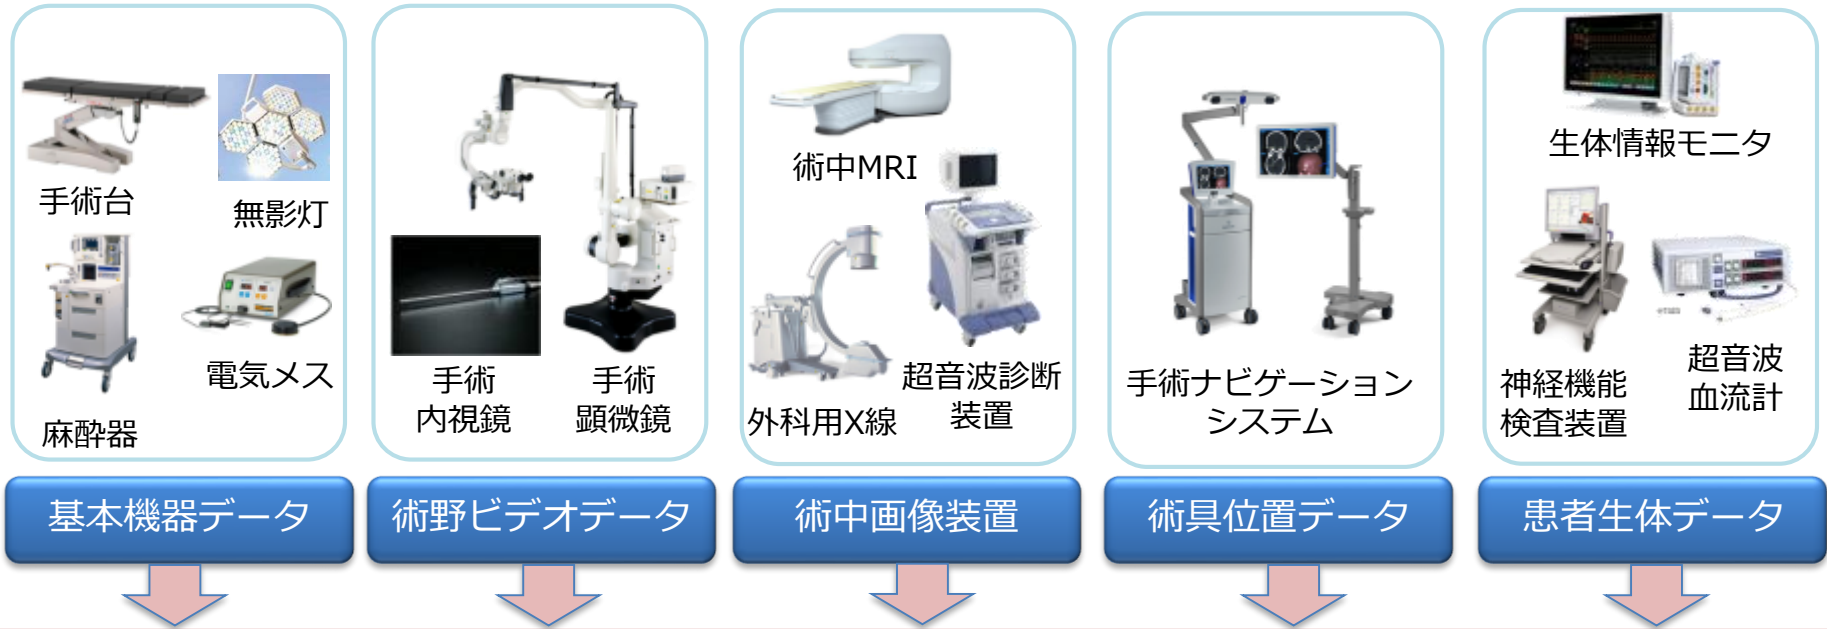 手術台
無影灯
麻酔器
電気メス
基本機器データ
手術
内視鏡
手術
顕微鏡
術野ビデオデータ
術中MRI
外科用X線
超音波診断
装置
術中画像装置
手術ナビゲーション
システム
術具位置データ
生体情報モニタ
神経機能
検査装置
超音波
血流計
患者生体データ